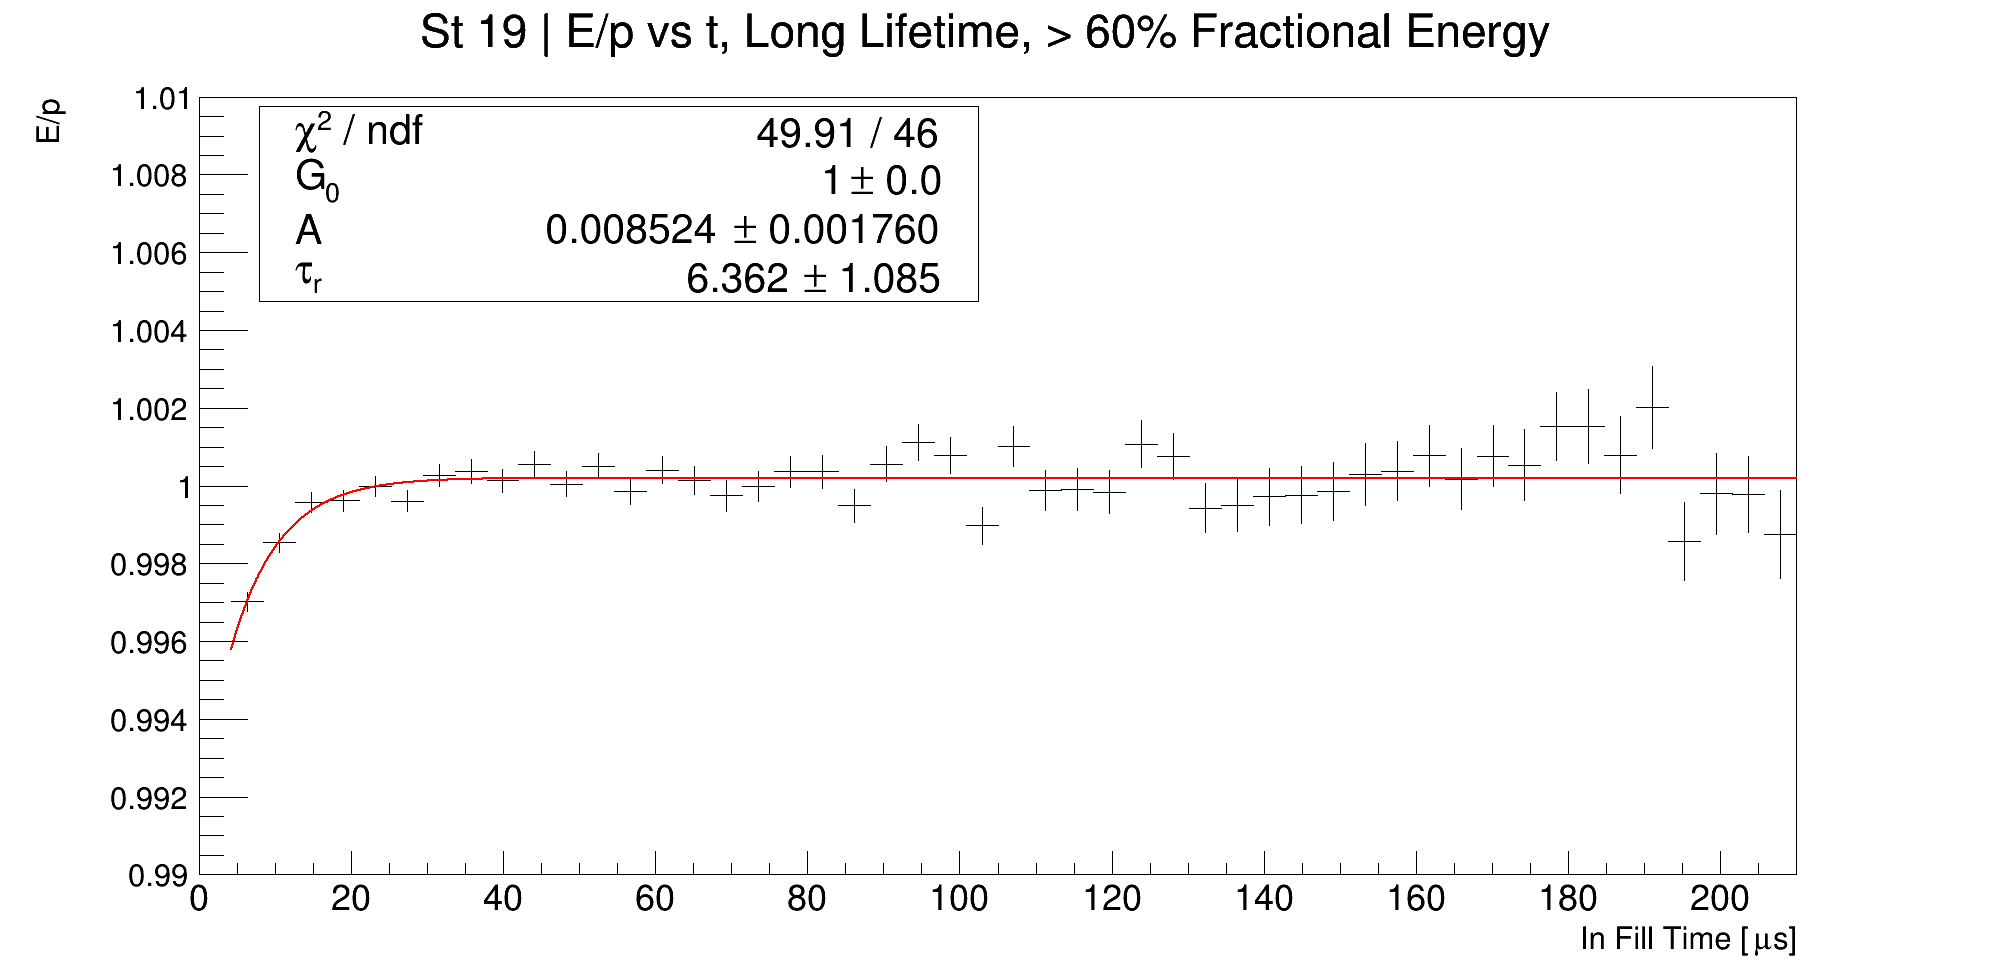 St 19 | E/p vs t, Long Lifetime, > 60% Fractional Energy
E/p
1.01
1.008
1.006
1.004
1.002
1
0.998
0.996
0.994
0.992
0.99
χ² / ndf 49.91 / 46
G₀ 1 ± 0.0
A 0.008524 ± 0.001760
τᵣ 6.362 ± 1.085
0 20 40 60 80 100 120 140 160 180 200
In Fill Time [μs]